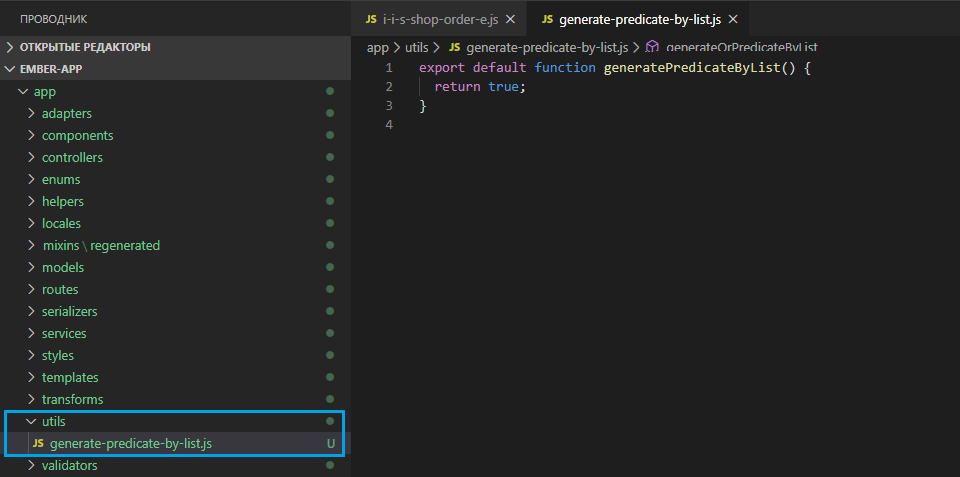 ПРОВОДНИК
ОТКРЫТЫЕ РЕДАКТОРЫ
EMBER-APP
app
adapters
components
controllers
enums
helpers
locales
mixins \ regenerated
models
routes
serializers
services
styles
templates
transforms
utils
JS generate-predicate-by-list.js U
validators
JS i-i-s-shop-order-e.js JS generate-predicate-by-list.js
app > utils > JS generate-predicate-by-list.js > generateOrPredicateByList
1 export default function generatePredicateByList() {
2 return true;
3 }
4